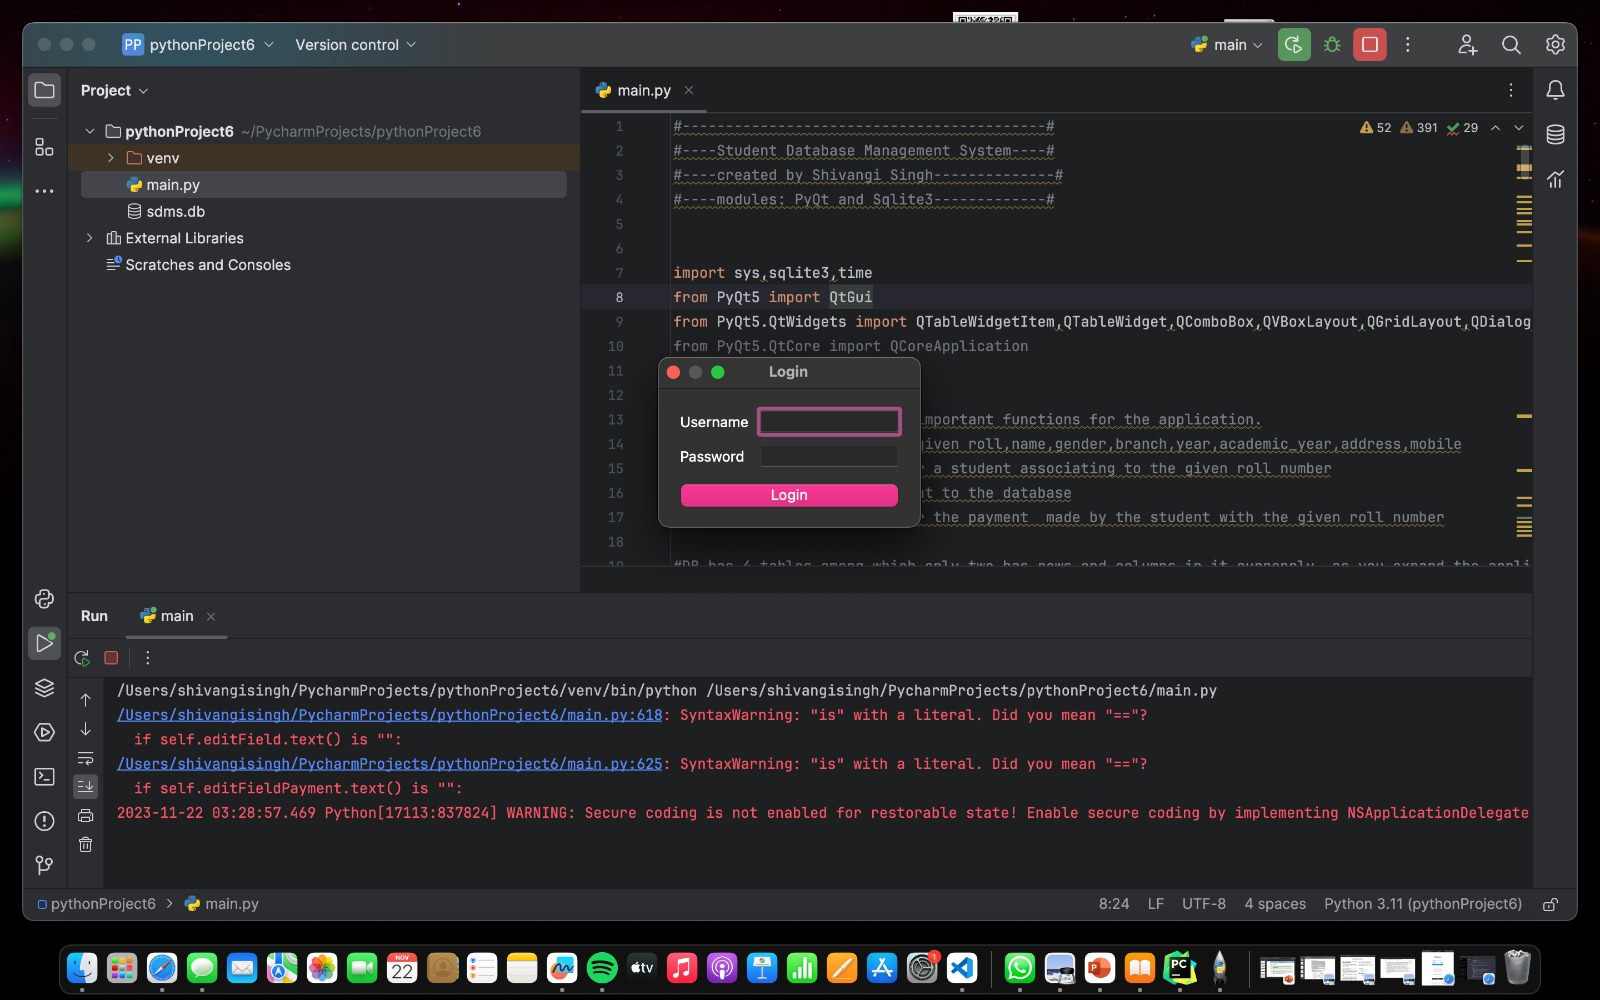 PP pythonProject6 Version control main
Project
main.py
pythonProject6 ~/PycharmProjects/pythonProject6
venv
main.py
sdms.db
External Libraries
Scratches and Consoles
52 391 29
1 #------------------------------------------#
2 #----Student Database Management System----#
3 #----created by Shivangi Singh--------------#
4 #----modules: PyQt and Sqlite3-------------#
5
6
7 import sys,sqlite3,time
8 from PyQt5 import QtGui
9 from PyQt5.QtWidgets import QTableWidgetItem,QTableWidget,QComboBox,QVBoxLayout,QGridLayout,QDialog
10 from PyQt5.QtCore import QCoreApplication
11
12
13 mportant functions for the application.
14 iven roll,name,gender,branch,year,academic_year,address,mobile
15 a student associating to the given roll number
16 t to the database
17 the payment  made by the student with the given roll number
18
Login
Username
Password
Login
Run main
/Users/shivangisingh/PycharmProjects/pythonProject6/venv/bin/python /Users/shivangisingh/PycharmProjects/pythonProject6/main.py
/Users/shivangisingh/PycharmProjects/pythonProject6/main.py:618: SyntaxWarning: "is" with a literal. Did you mean "=="?
if self.editField.text() is "":
/Users/shivangisingh/PycharmProjects/pythonProject6/main.py:625: SyntaxWarning: "is" with a literal. Did you mean "=="?
if self.editFieldPayment.text() is "":
2023-11-22 03:28:57.469 Python[17113:837824] WARNING: Secure coding is not enabled for restorable state! Enable secure coding by implementing NSApplicationDelegate
pythonProject6 > main.py 8:24 LF UTF-8 4 spaces Python 3.11 (pythonProject6)
NOV
22
tv
1
PC